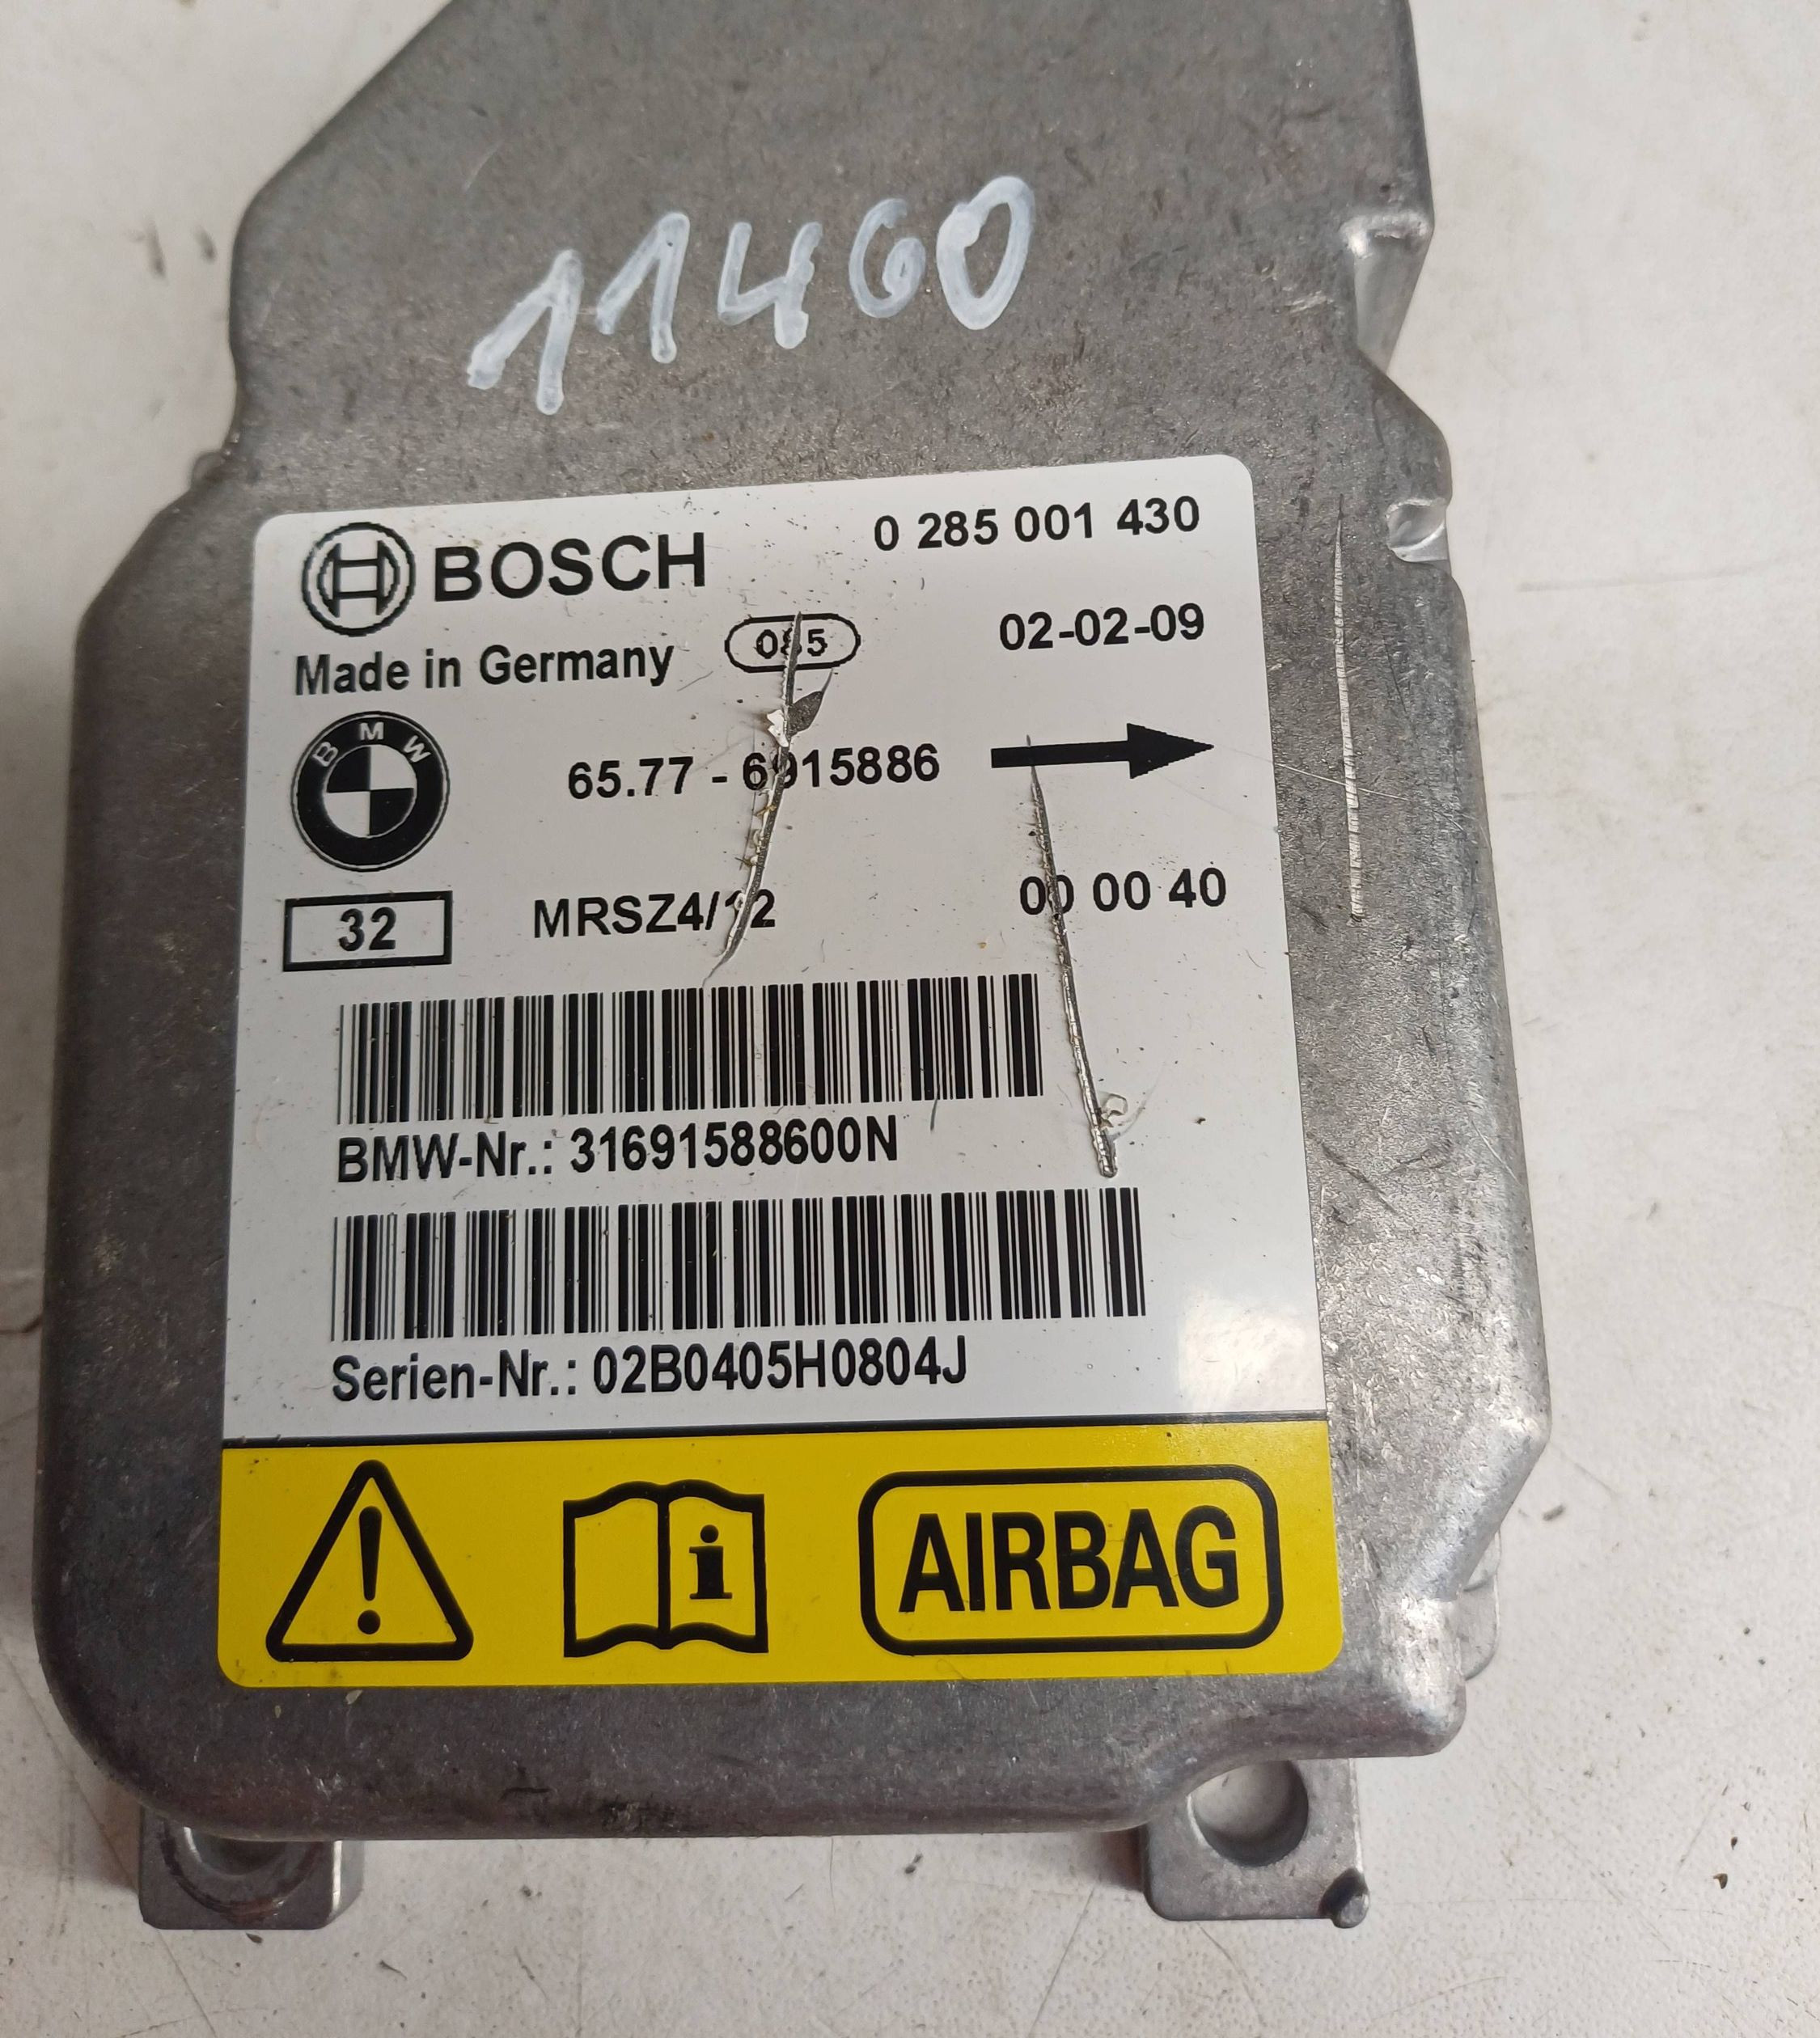 11460
BOSCH 0 285 001 430
Made in Germany 02-02-09
BMW
65.77 - 6915886
32 MRSZ4/12 00 00 40
BMW-Nr.: 31691588600N
Serien-Nr.: 02B0405H0804J
AIRBAG